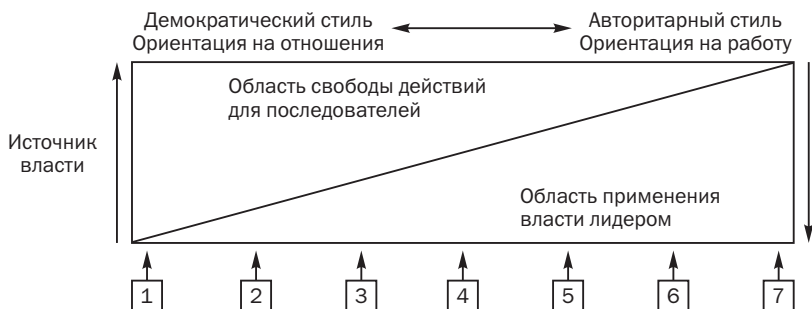 Демократический стиль
Ориентация на отношения
Авторитарный стиль
Ориентация на работу
Область свободы действий
для последователей
Источник
власти
Область применения
власти лидером
1 2 3 4 5 6 7